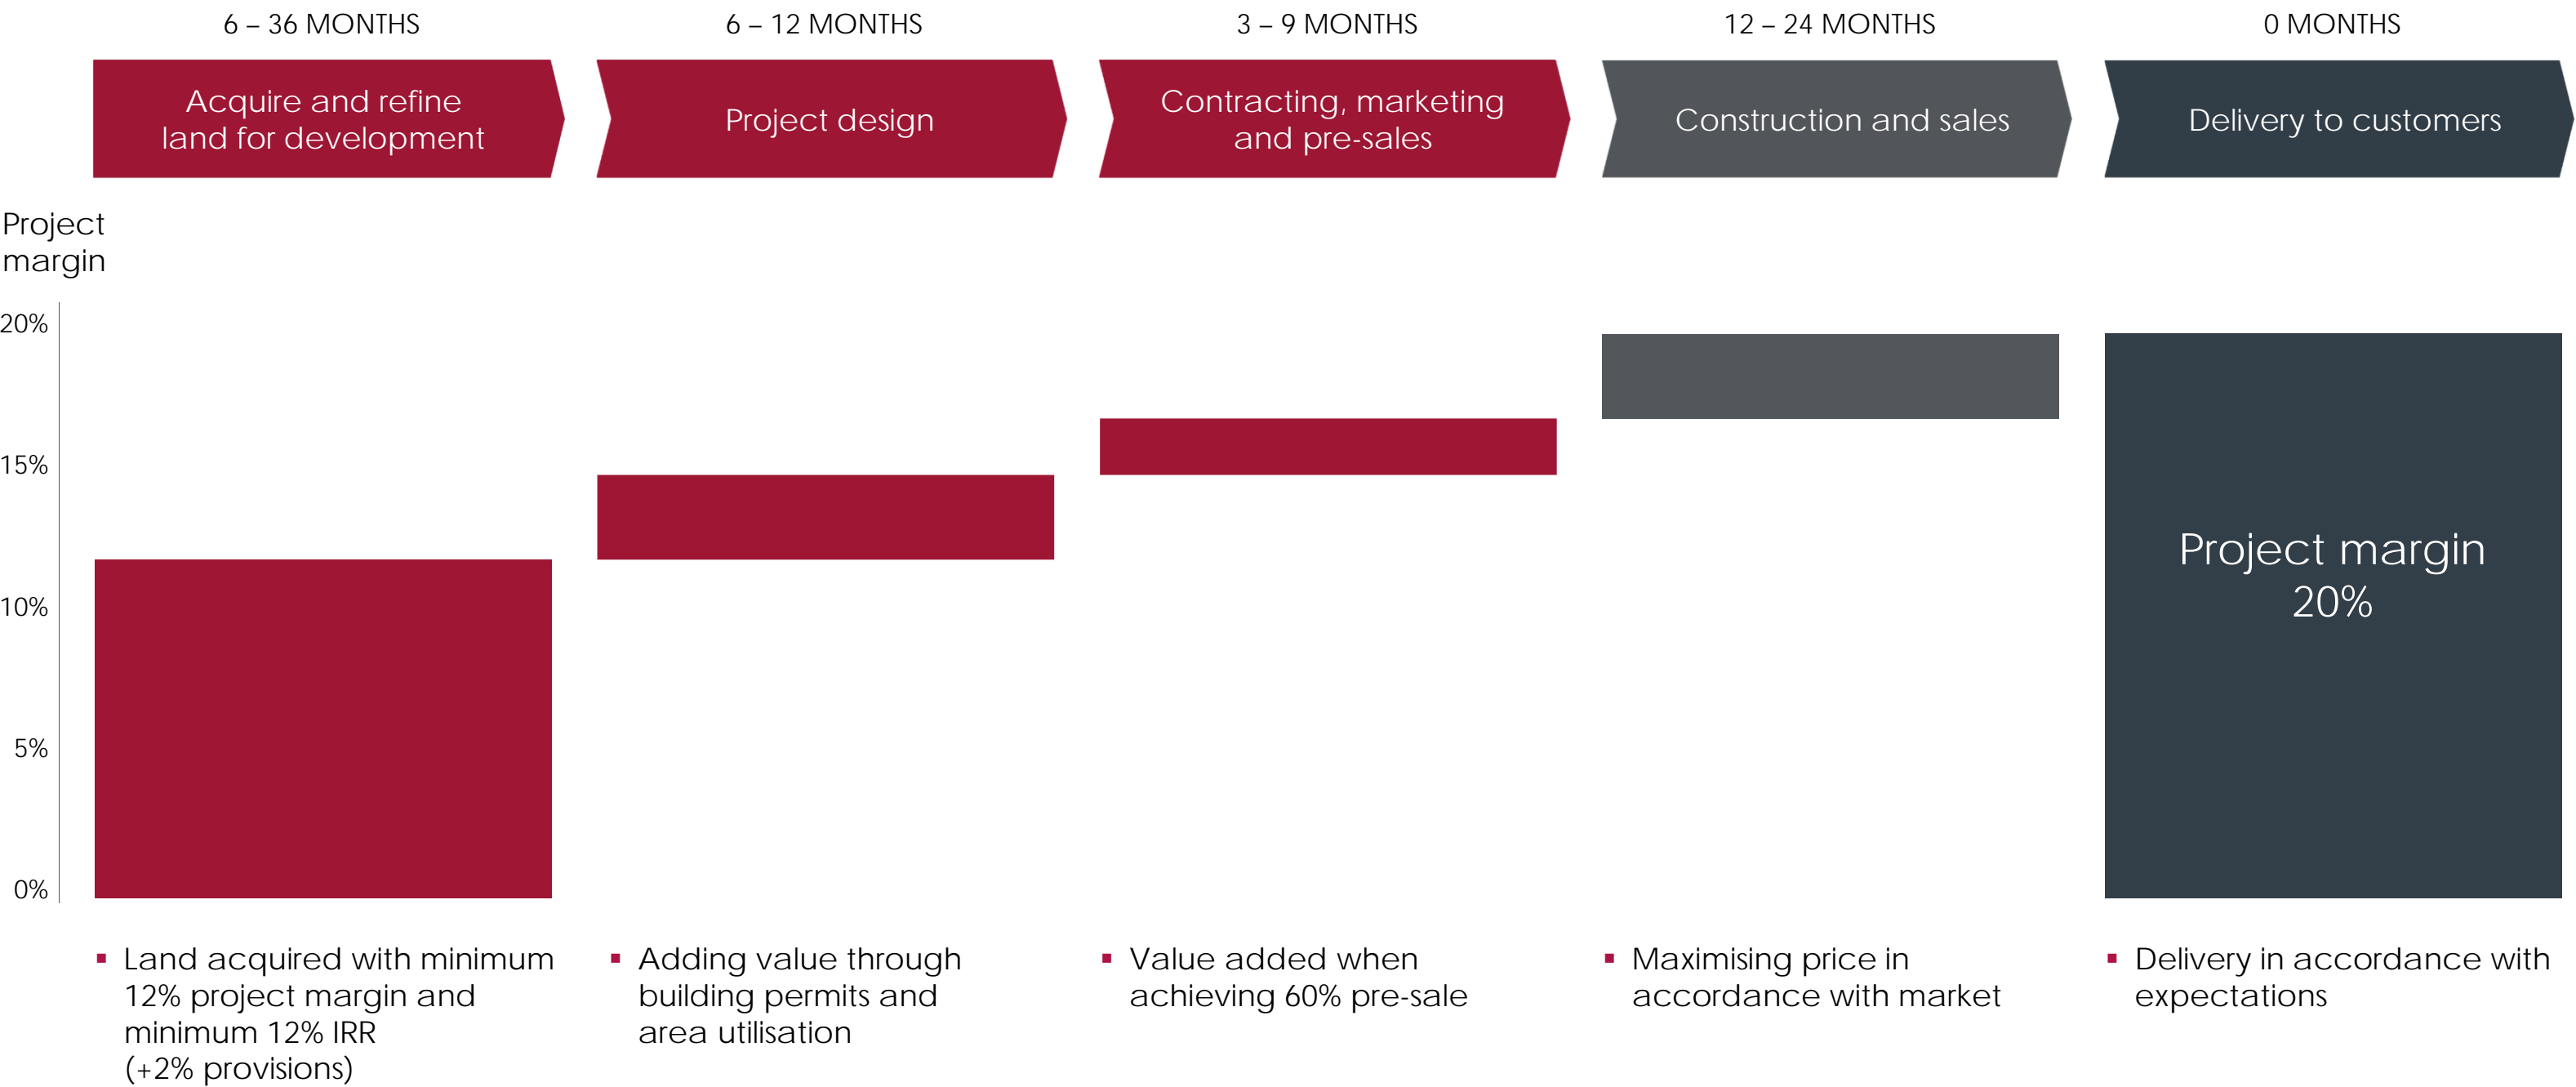 6 – 36 MONTHS
6 – 12 MONTHS
3 – 9 MONTHS
12 – 24 MONTHS
0 MONTHS
Acquire and refine
land for development
Project design
Contracting, marketing
and pre-sales
Construction and sales
Delivery to customers
Project
margin
20%
15%
10%
5%
0%
Project margin
20%
▪ Land acquired with minimum
12% project margin and
minimum 12% IRR
(+2% provisions)
▪ Adding value through
building permits and
area utilisation
▪ Value added when
achieving 60% pre-sale
▪ Maximising price in
accordance with market
▪ Delivery in accordance with
expectations